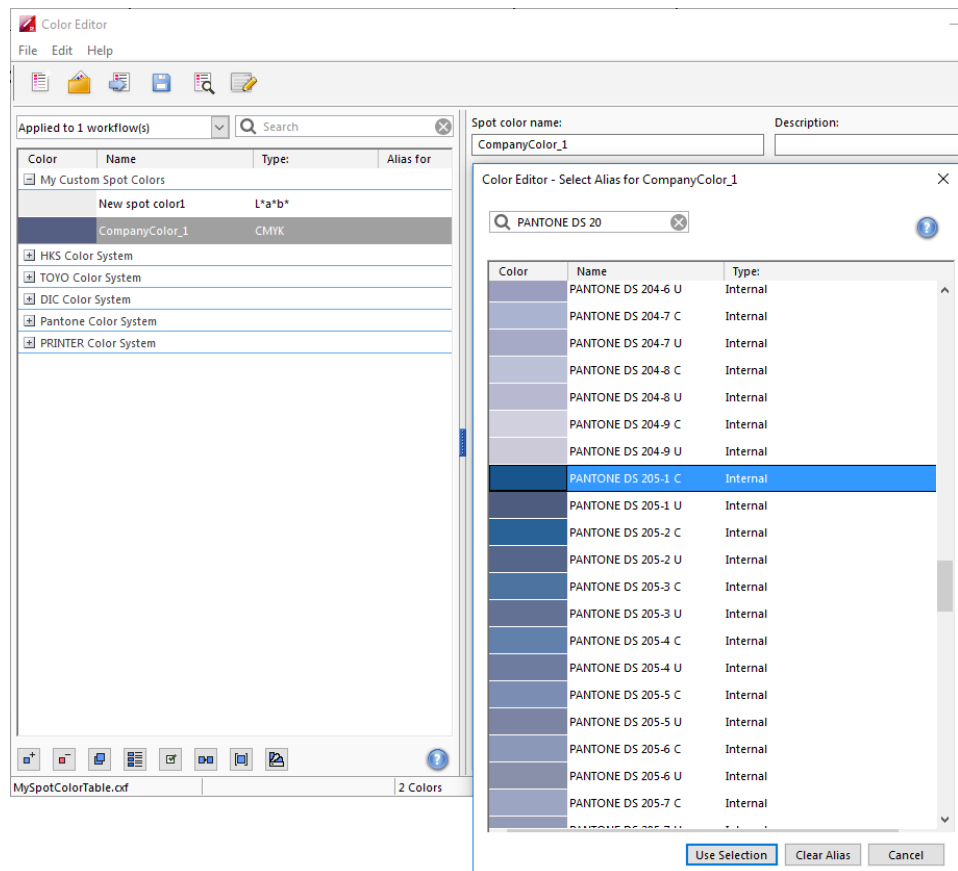 Color Editor
File Edit Help
Applied to 1 workflow(s)
Search
Color Name Type: Alias for
My Custom Spot Colors
New spot color1 L*a*b*
CompanyColor_1 CMYK
HKS Color System
TOYO Color System
DIC Color System
Pantone Color System
PRINTER Color System
MySpotColorTable.cxf 2 Colors
Spot color name: Description:
CompanyColor_1
Color Editor - Select Alias for CompanyColor_1
PANTONE DS 20
Color Name Type:
PANTONE DS 204-6 U Internal
PANTONE DS 204-7 C Internal
PANTONE DS 204-7 U Internal
PANTONE DS 204-8 C Internal
PANTONE DS 204-8 U Internal
PANTONE DS 204-9 C Internal
PANTONE DS 204-9 U Internal
PANTONE DS 205-1 C Internal
PANTONE DS 205-1 U Internal
PANTONE DS 205-2 C Internal
PANTONE DS 205-2 U Internal
PANTONE DS 205-3 C Internal
PANTONE DS 205-3 U Internal
PANTONE DS 205-4 C Internal
PANTONE DS 205-4 U Internal
PANTONE DS 205-5 C Internal
PANTONE DS 205-5 U Internal
PANTONE DS 205-6 C Internal
PANTONE DS 205-6 U Internal
PANTONE DS 205-7 C Internal
Use Selection Clear Alias Cancel